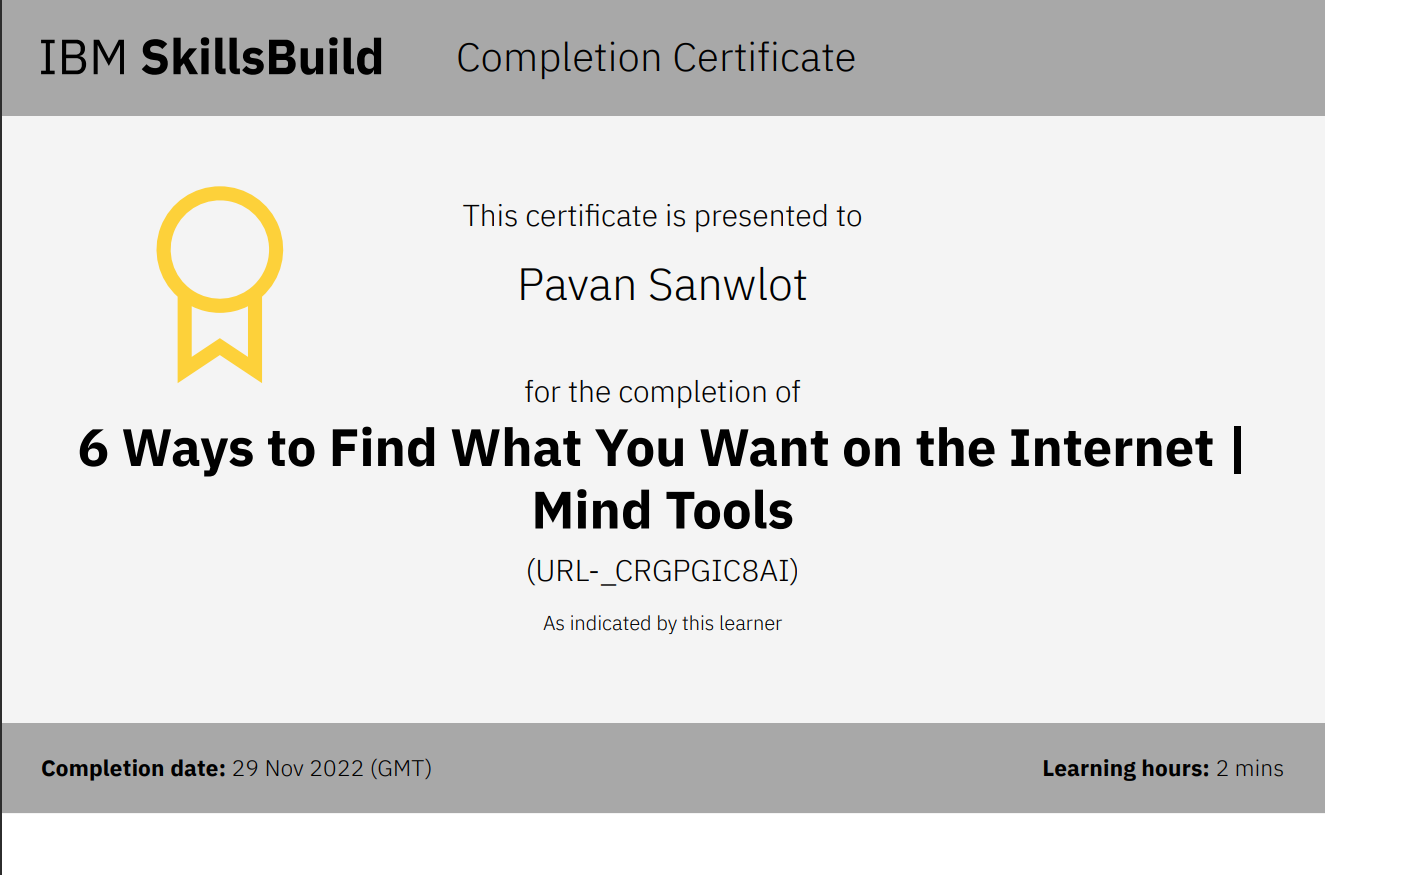 IBM SkillsBuild Completion Certificate
This certificate is presented to
Pavan Sanwlot
for the completion of
6 Ways to Find What You Want on the Internet |
Mind Tools
(URL-_CRGPGIC8AI)
As indicated by this learner
Completion date: 29 Nov 2022 (GMT) Learning hours: 2 mins